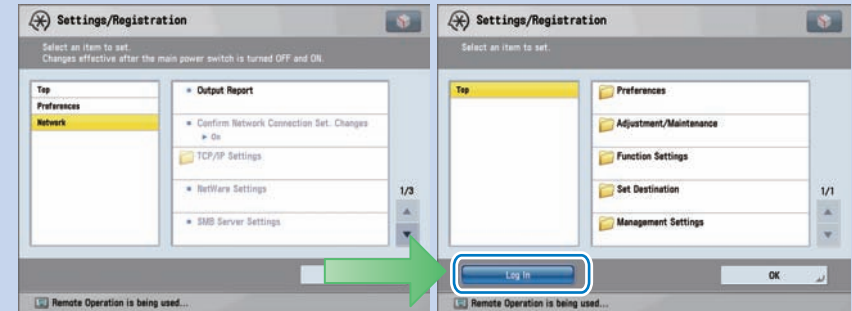 Settings/Registration
Select an item to set.
Changes effective after the main power switch is turned OFF and ON.
Top
Preferences
Network
Output Report
Confirm Network Connection Set. Changes
On
TCP/IP Settings
NetWare Settings
SMB Server Settings
1/3
Remote Operation is being used...
Settings/Registration
Select an item to set.
Top
Preferences
Adjustment/Maintenance
Function Settings
Set Destination
Management Settings
1/1
Log In
OK
Remote Operation is being used...